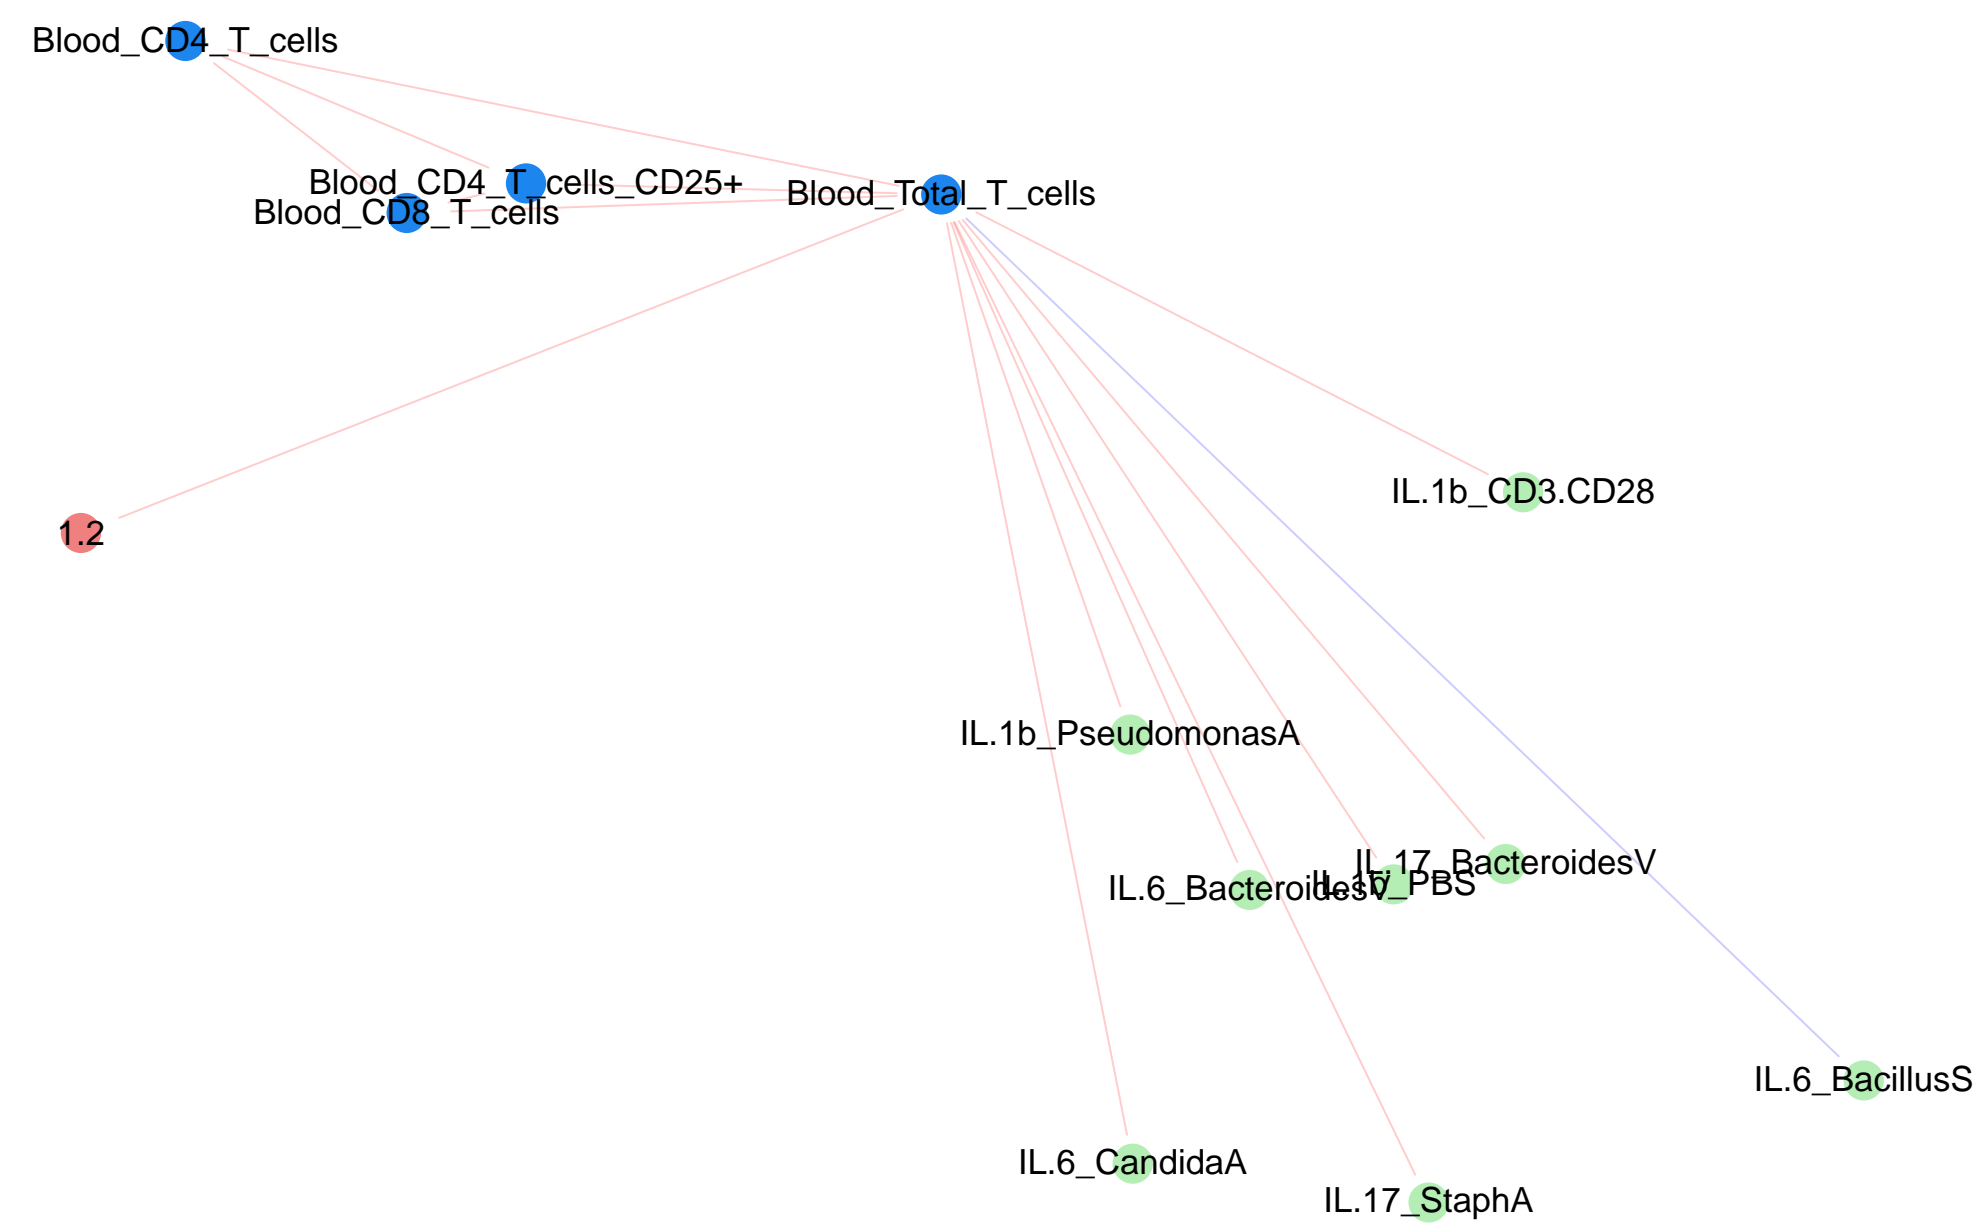 Blood_CD4_T_cells
Blood_CD4_T_cells_CD25+
Blood_Total_T_cells
Blood_CD8_T_cells
IL.1b_CD3.CD28
1.2
IL.1b_PseudomonasA
IL.17_BacteroidesV
IL.1b_PBS
IL.6_BacteroidesV
IL.6_BacillusS
IL.6_CandidaA
IL.17_StaphA